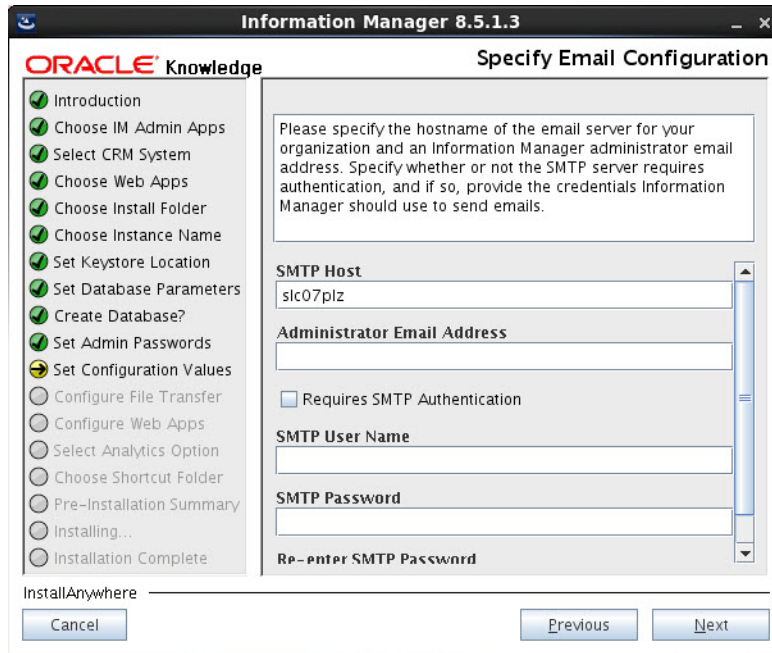 Information Manager 8.5.1.3
ORACLE Knowledge
Specify Email Configuration
Introduction
Choose IM Admin Apps
Select CRM System
Choose Web Apps
Choose Install Folder
Choose Instance Name
Set Keystore Location
Set Database Parameters
Create Database?
Set Admin Passwords
Set Configuration Values
Configure File Transfer
Configure Web Apps
Select Analytics Option
Choose Shortcut Folder
Pre-Installation Summary
Installing...
Installation Complete
Please specify the hostname of the email server for your
organization and an Information Manager administrator email
address. Specify whether or not the SMTP server requires
authentication, and if so, provide the credentials Information
Manager should use to send emails.
SMTP Host
slc07plz
Administrator Email Address
Requires SMTP Authentication
SMTP User Name
SMTP Password
Re-enter SMTP Password
InstallAnywhere
Cancel
Previous
Next